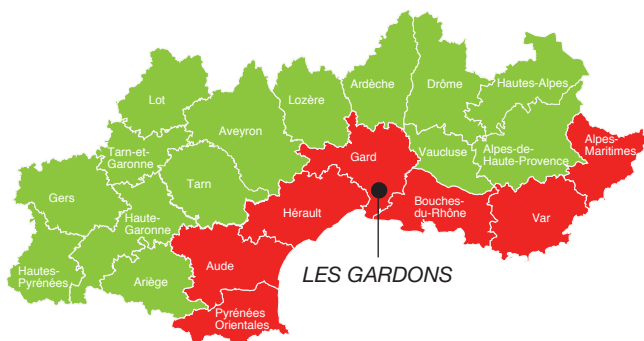 Ardèche
Drôme
Hautes-Alpes
Lot
Lozère
Aveyron
Alpes-
Maritimes
Tarn-et-
Garonne
Gard
Vaucluse
Alpes-de-
Haute-Provence
Gers
Tarn
Haute-
Garonne
Hérault
Bouches-
du-Rhône
Var
Aude
Hautes-
Pyrénées
Ariège
LES GARDONS
Pyrénées
Orientales